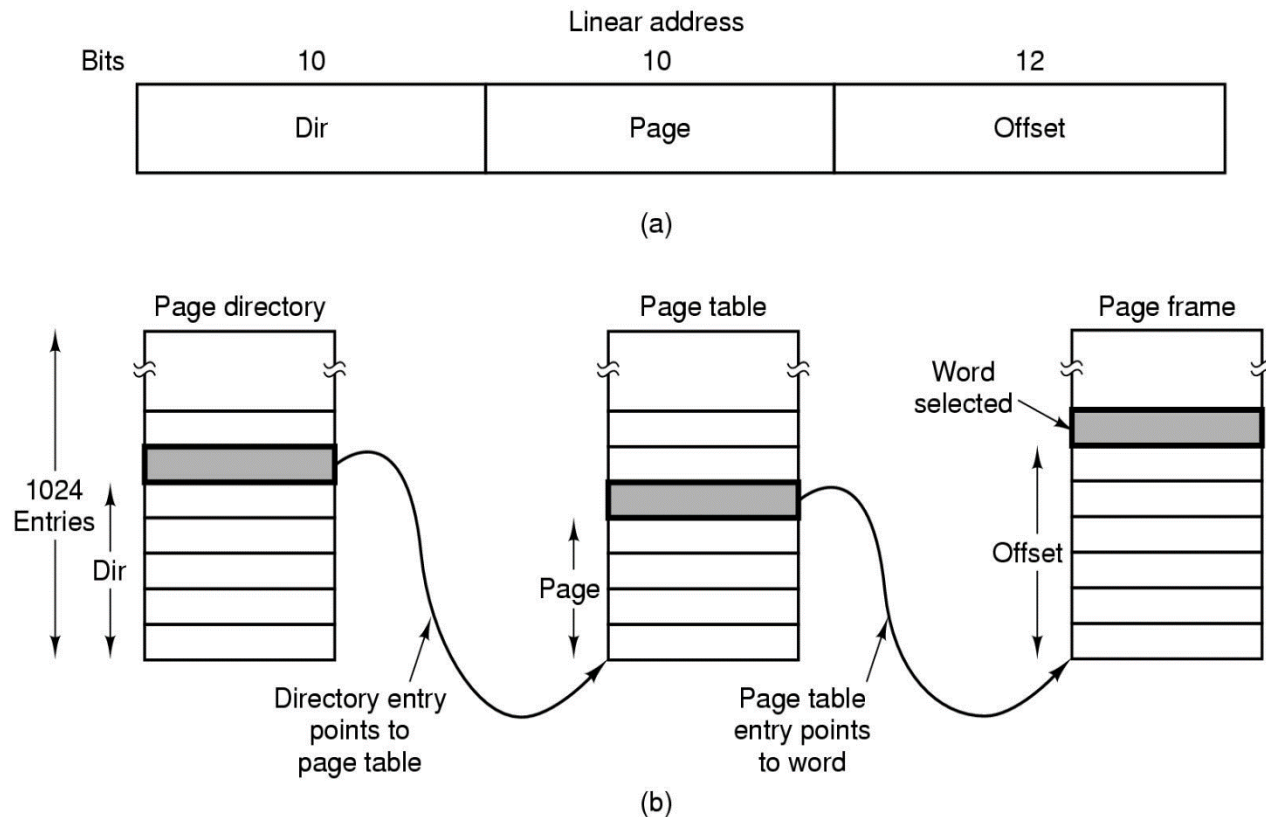 Linear address
Bits 10 10 12
Dir Page Offset
(a)
Page directory Page table Page frame
Word
selected
1024
Entries
Dir
Page
Offset
Directory entry
points to
page table
Page table
entry points
to word
(b)